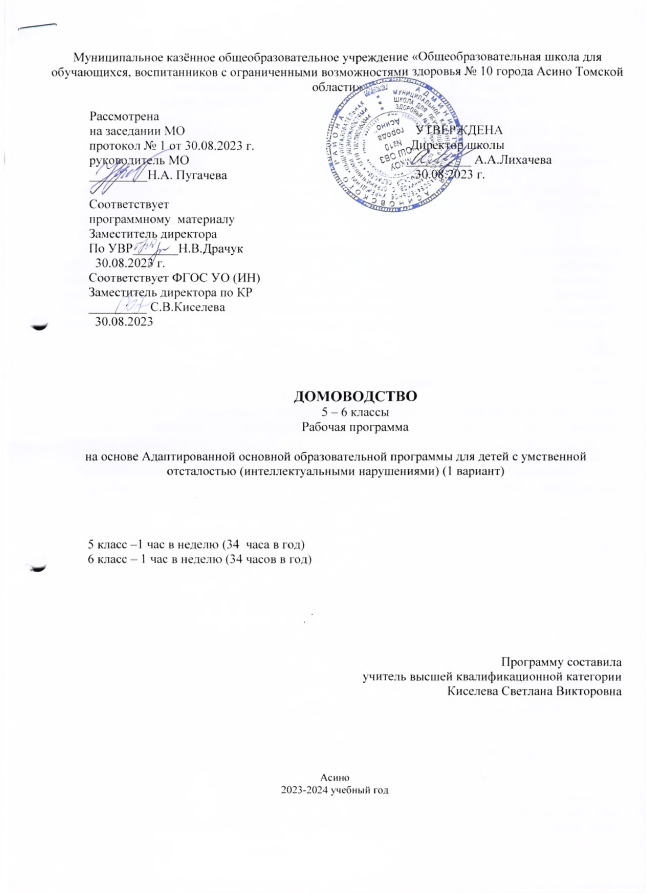 Муниципальное казённое общеобразовательное учреждение «Общеобразовательная школа для
обучающихся, воспитанников с ограниченными возможностями здоровья № 10 города Асино Томской
области»
Рассмотрена
на заседании МО
протокол № 1 от 30.08.2023 г.
руководитель МО
_________Н.А. Пугачева
УТВЕРЖДЕНА
Директор школы
_________ А.А.Лихачева
30.08.2023 г.
Соответствует
программному материалу
Заместитель директора
По УВР_______Н.В.Драчук
30.08.2023 г.
Соответствует ФГОС УО (ИН)
Заместитель директора по КР
_________ С.В.Киселева
30.08.2023
ДОМОВОДСТВО
5 – 6 классы
Рабочая программа
на основе Адаптированной основной образовательной программы для детей с умственной
отсталостью (интеллектуальными нарушениями) (1 вариант)
5 класс –1 час в неделю (34 часа в год)
6 класс – 1 час в неделю (34 часов в год)
Программу составила
учитель высшей квалификационной категории
Киселева Светлана Викторовна
Асино
2023-2024 учебный год